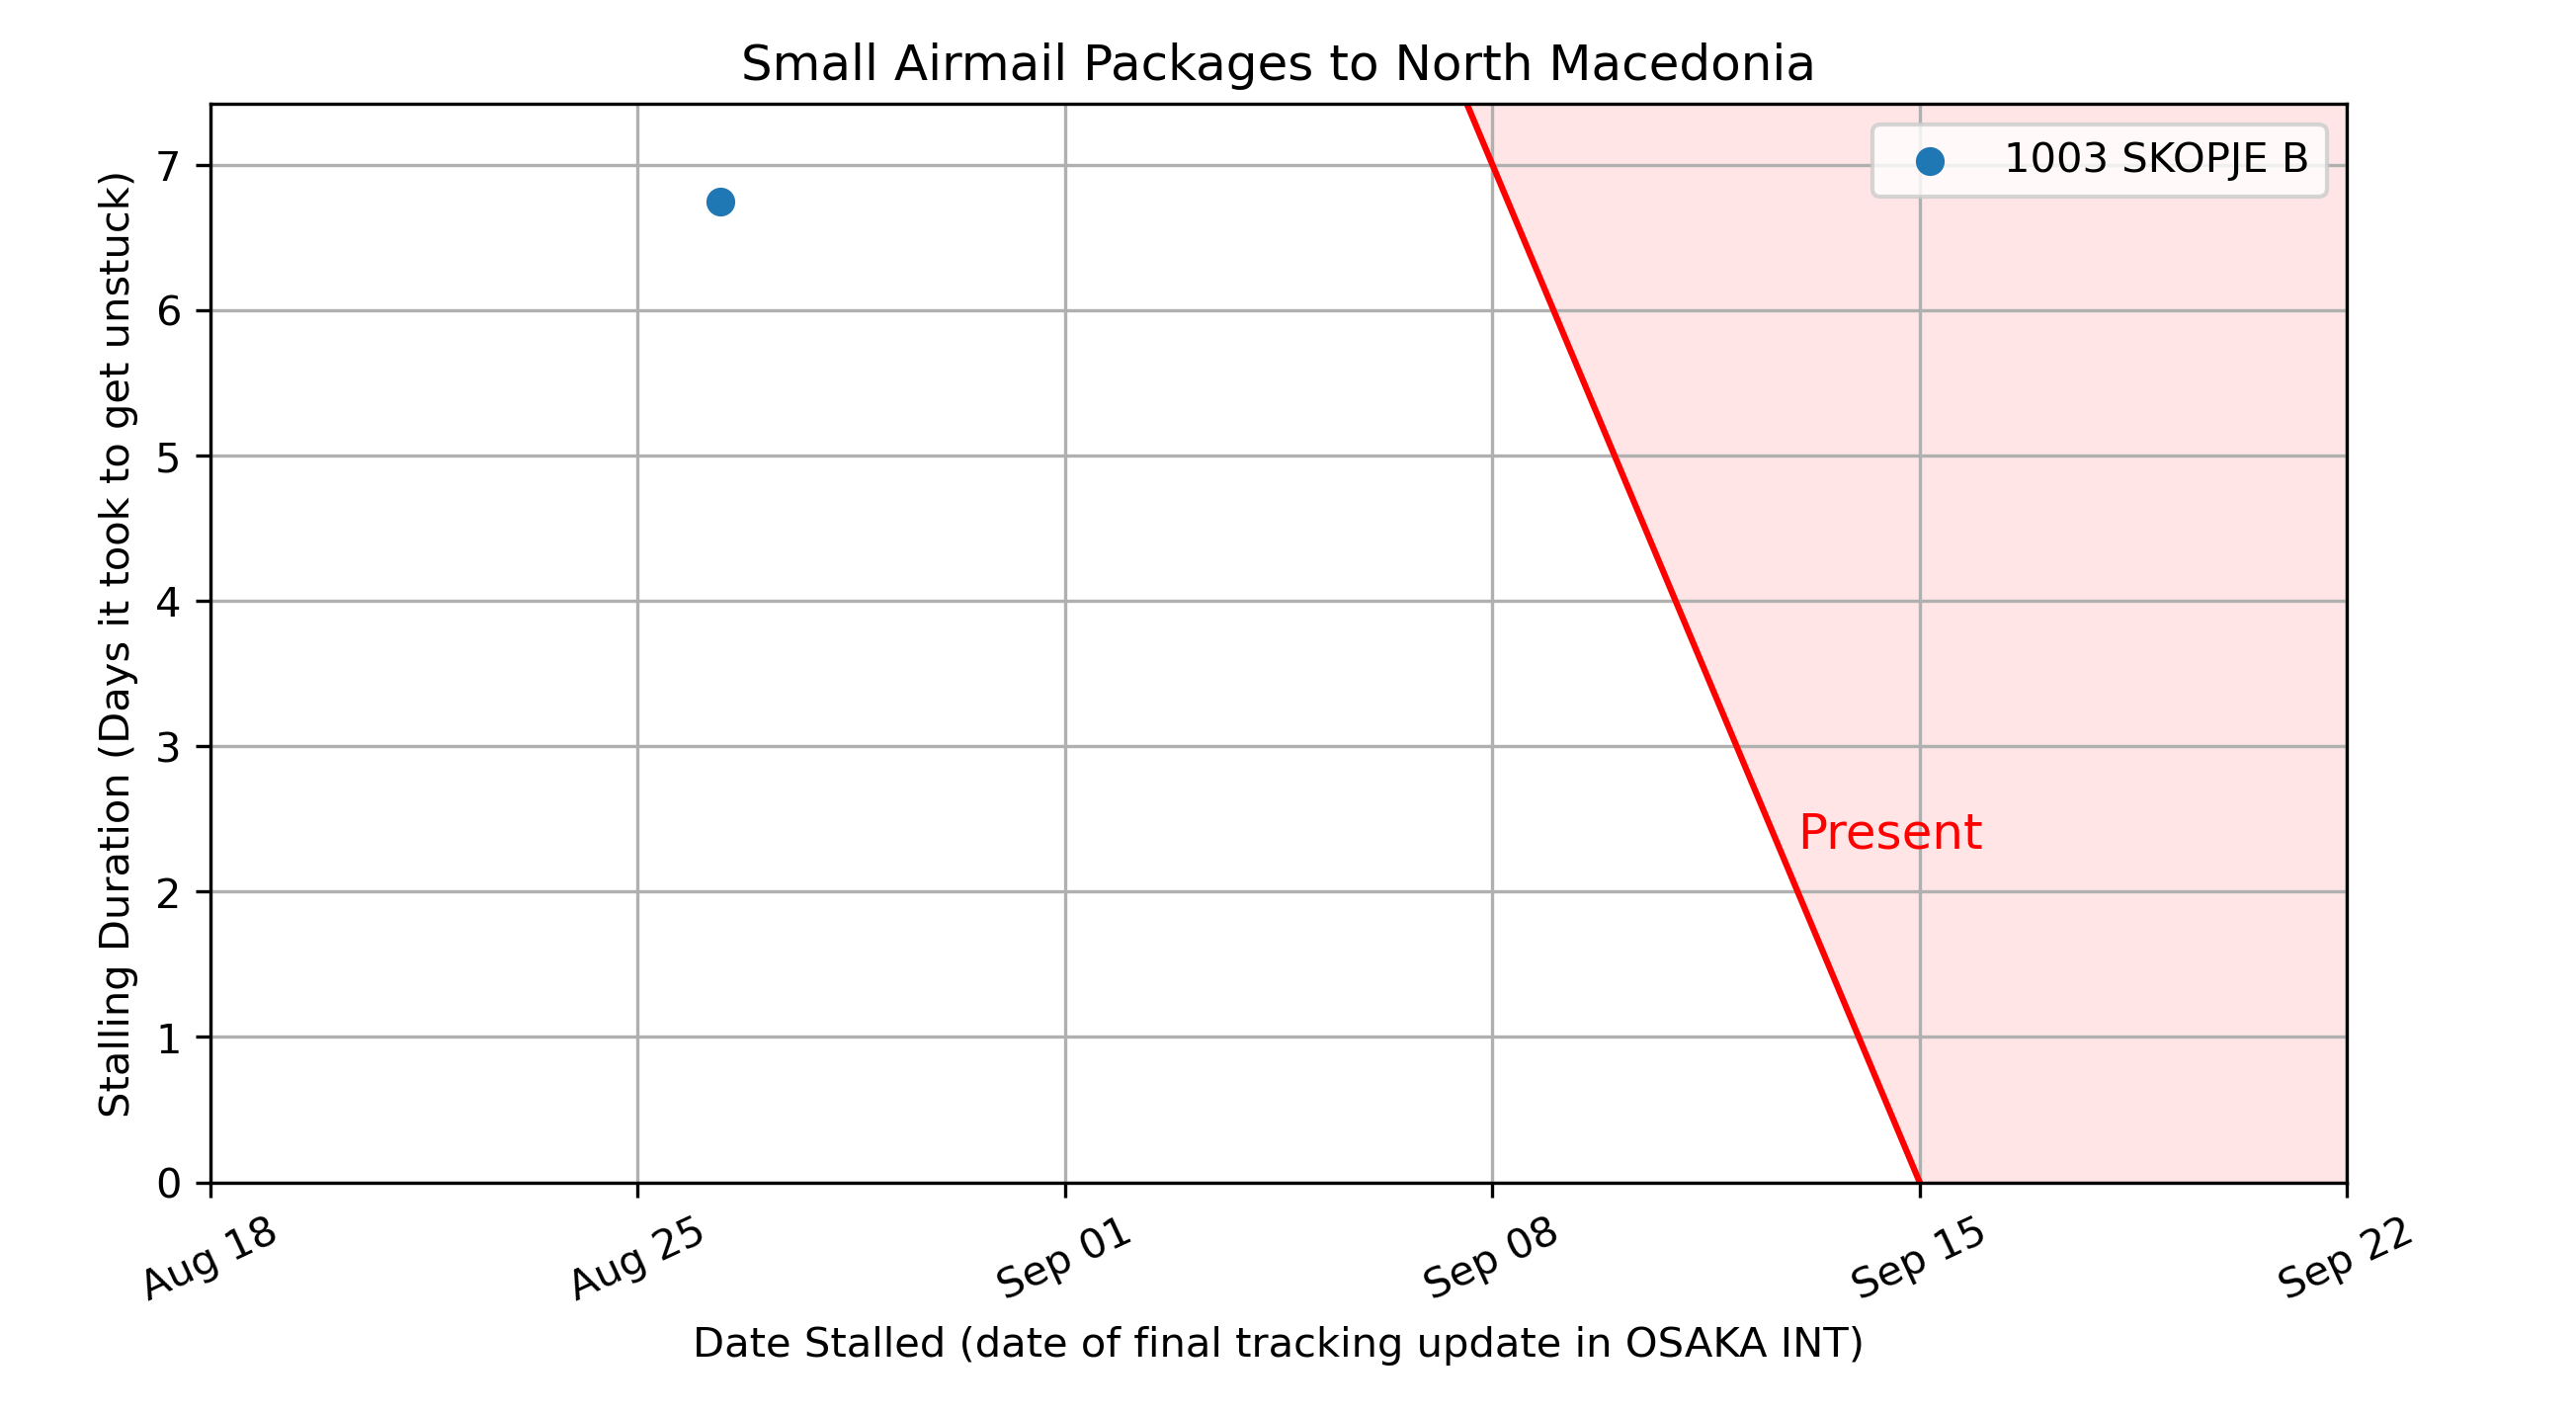 Small Airmail Packages to North Macedonia
1003 SKOPJE B
Stalling Duration (Days it took to get unstuck)
7
6
5
4
3
2
1
0
Present
Aug 18
Aug 25
Sep 01
Sep 08
Sep 15
Sep 22
Date Stalled (date of final tracking update in OSAKA INT)